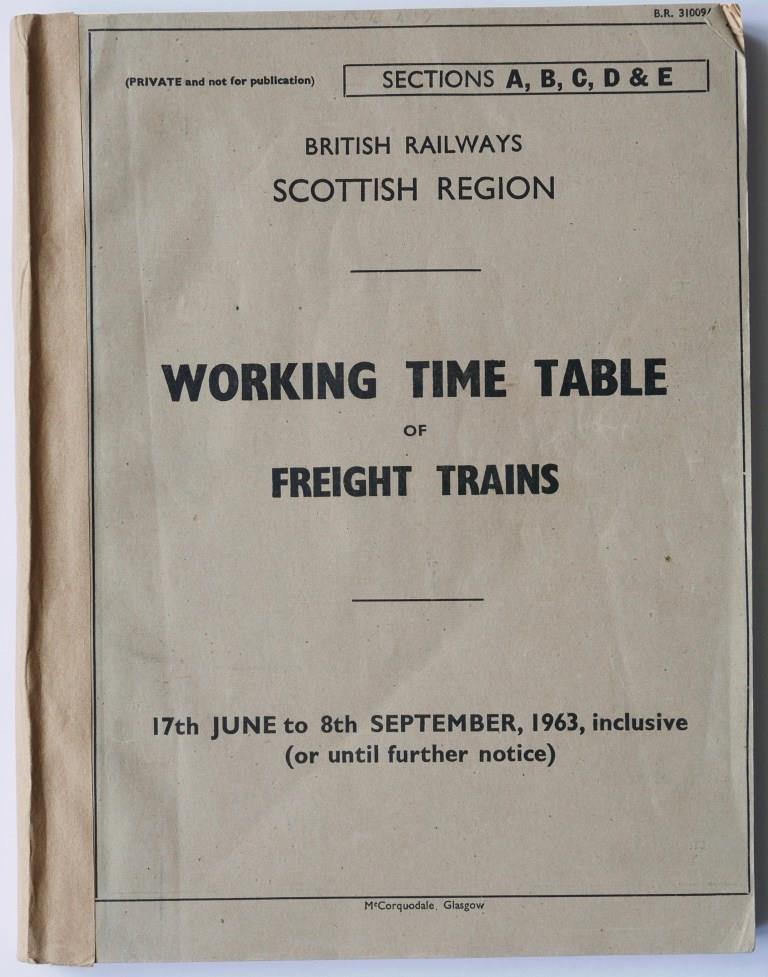 B.R. 31009/
(PRIVATE and not for publication)
SECTIONS A, B, C, D & E
BRITISH RAILWAYS
SCOTTISH REGION
WORKING TIME TABLE
OF
FREIGHT TRAINS
17th JUNE to 8th SEPTEMBER, 1963, inclusive
(or until further notice)
McCorquodale, Glasgow